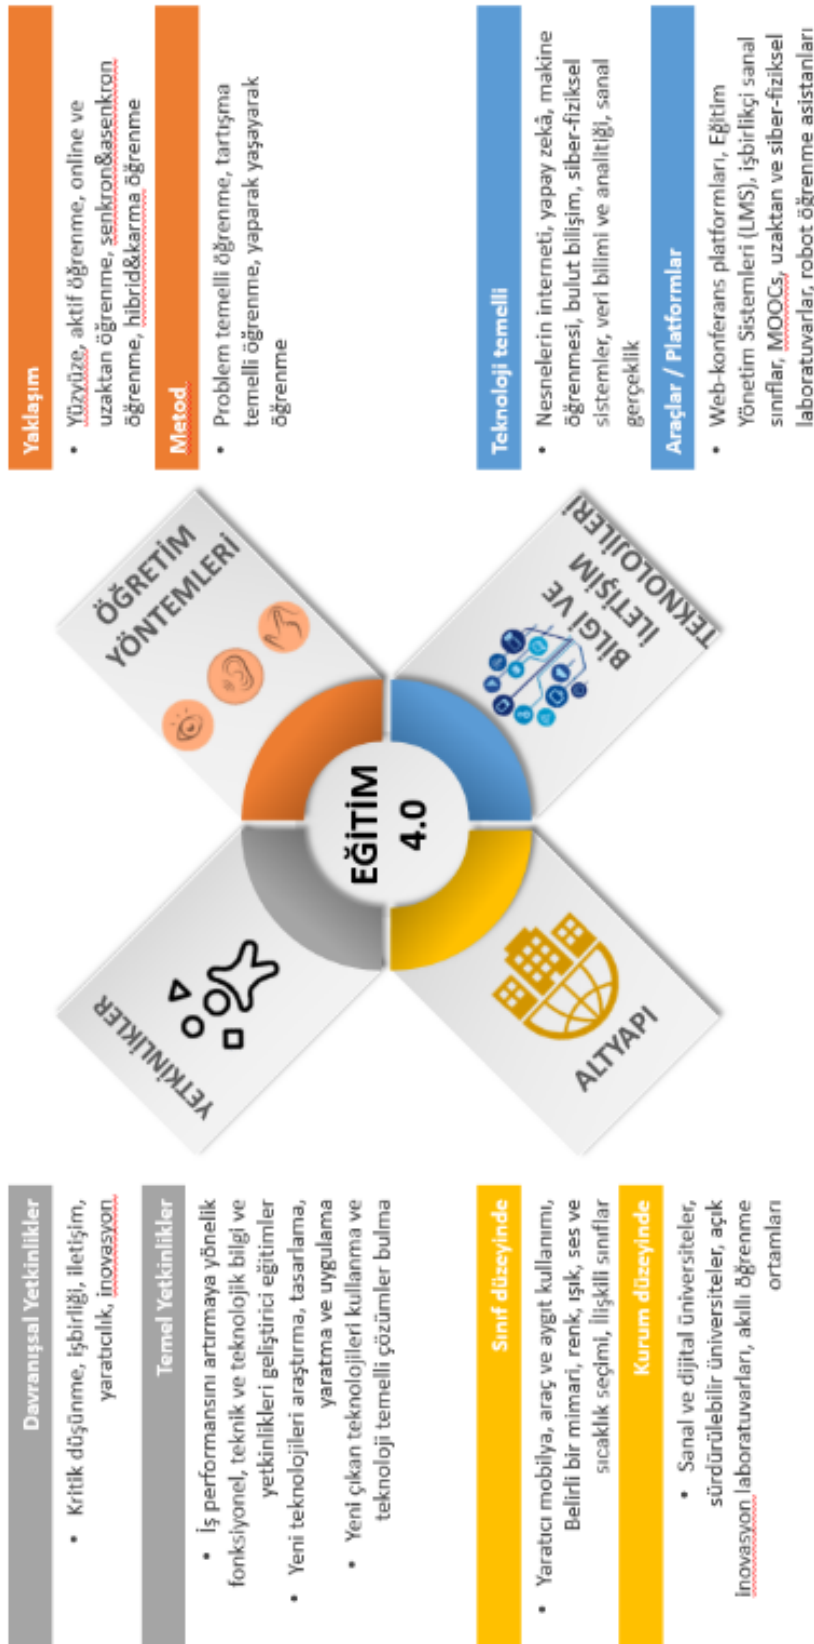 Davranışsal Yetkinlikler
• Kritik düşünme, işbirliği, iletişim,
yaratıcılık, inovasyon
Temel Yetkinlikler
• İş performansını artırmaya yönelik
fonksiyonel, teknik ve teknolojik bilgi ve
yetkinlikleri geliştirici eğitimler
• Yeni teknolojileri araştırma, tasarlama,
yaratma ve uygulama
• Yeni çıkan teknolojileri kullanma ve
teknoloji temelli çözümler bulma
Sınıf düzeyinde
• Yaratıcı mobilya, araç ve aygıt kullanımı,
Belirli bir mimari, renk, ışık, ses ve
sıcaklık seçimi, İlişkili sınıflar
Kurum düzeyinde
• Sanal ve dijital üniversiteler,
sürdürülebilir üniversiteler, açık
inovasyon laboratuvarları, akıllı öğrenme
ortamları
YETKİNLİKLER
ÖĞRETİM
YÖNTEMLERİ
EĞİTİM
4.0
ALTYAPI
BİLGİ VE
İLETİŞİM
TEKNOLOJİLERİ
Yaklaşım
• Yüzyüze, aktif öğrenme, online ve
uzaktan öğrenme, senkron&asenkron
öğrenme, hibrid&karma öğrenme
Metod
• Problem temelli öğrenme, tartışma
temelli öğrenme, yaparak yaşayarak
öğrenme
Teknoloji temelli
• Nesnelerin interneti, yapay zekâ, makine
öğrenmesi, bulut bilişim, siber-fiziksel
sistemler, veri bilimi ve analitiği, sanal
gerçeklik
Araçlar / Platformlar
• Web-konferans platformları, Eğitim
Yönetim Sistemleri (LMS), işbirlikçi sanal
sınıflar, MOOCs, uzaktan ve siber-fiziksel
laboratuvarlar, robot öğrenme asistanları